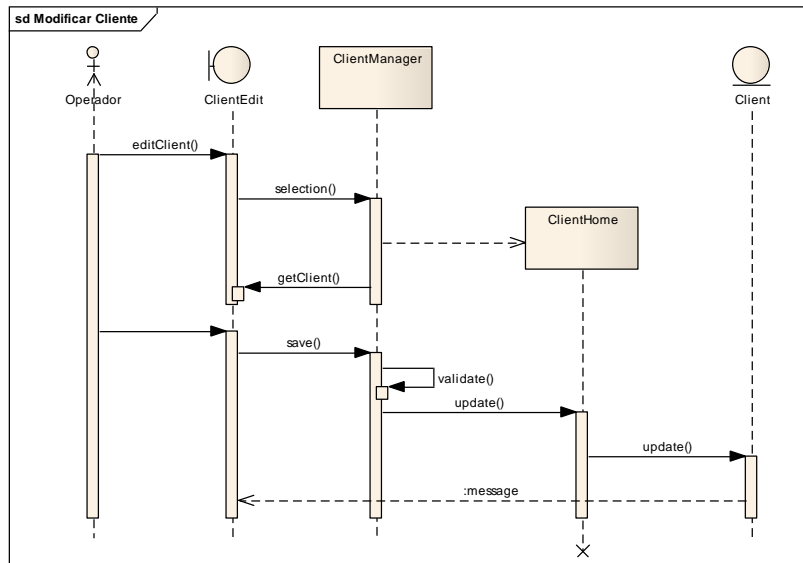 sd Modificar Cliente
Operador
ClientEdit
ClientManager
Client
editClient()
selection()
ClientHome
getClient()
save()
validate()
update()
update()
:message